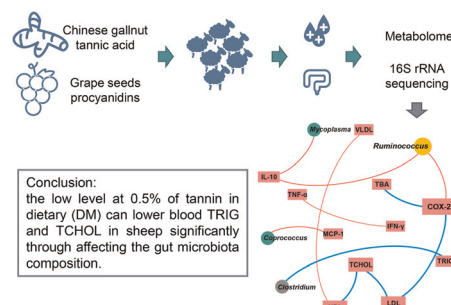 Chinese gallnut
tannic acid
Grape seeds
procyanidins
Metabolome
16S rRNA
sequencing
Mycoplasma
VLDL
Ruminococcus
IL-10
TBA
TNF-α
COX-2
IFN-γ
MCP-1
Coprococcus
TCHOL
TRIG
Clostridium
LDL
Conclusion:
the low level at 0.5% of tannin in
dietary (DM) can lower blood TRIG
and TCHOL in sheep significantly
through affecting the gut microbiota
composition.